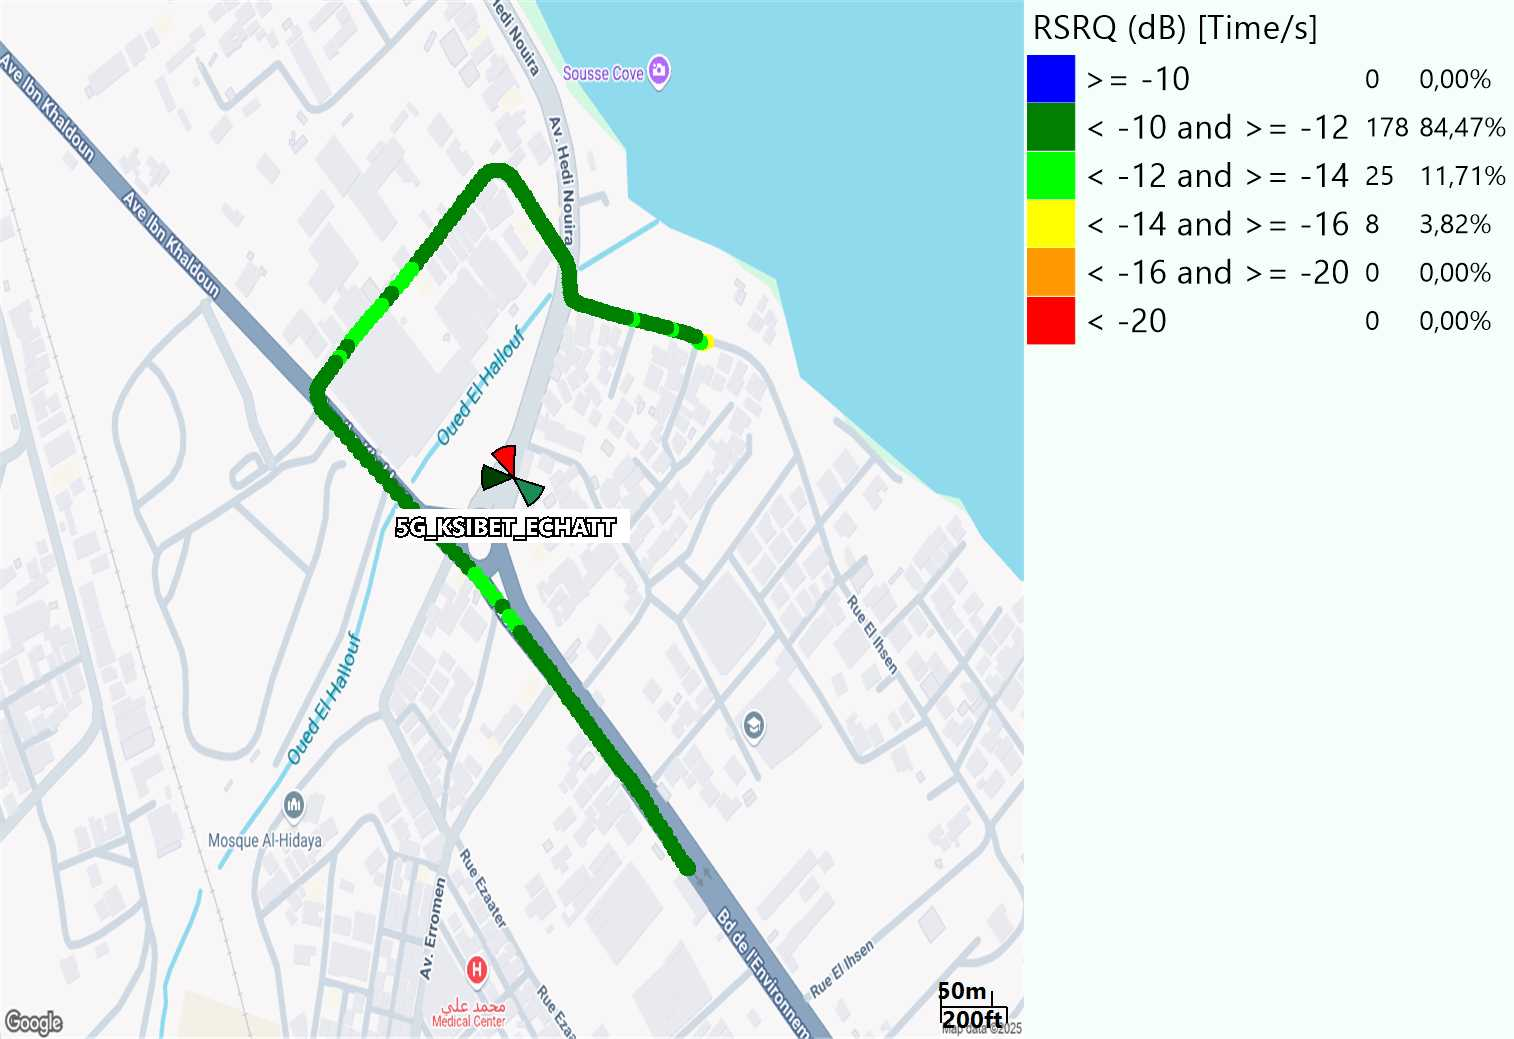 Hedi Nouira
Sousse Cove
Ave Ibn Khaldoun
Av. Hedi Nouira
Ave Ibn Khaldoun
Oued El Hallouf
5G_KSIBET_ECHATT
Rue El Ihsen
Oued El Hallouf
Mosque Al-Hidaya
Rue Ezaater
Av. Erromen
Bd de l'Environnem
Rue El Ihsen
محمد علي
Medical Center
Rue Ezaa
50m
200ft
Google
Map data ©2025
RSRQ (dB) [Time/s]
>= -10 0 0,00%
< -10 and >= -12 178 84,47%
< -12 and >= -14 25 11,71%
< -14 and >= -16 8 3,82%
< -16 and >= -20 0 0,00%
< -20 0 0,00%